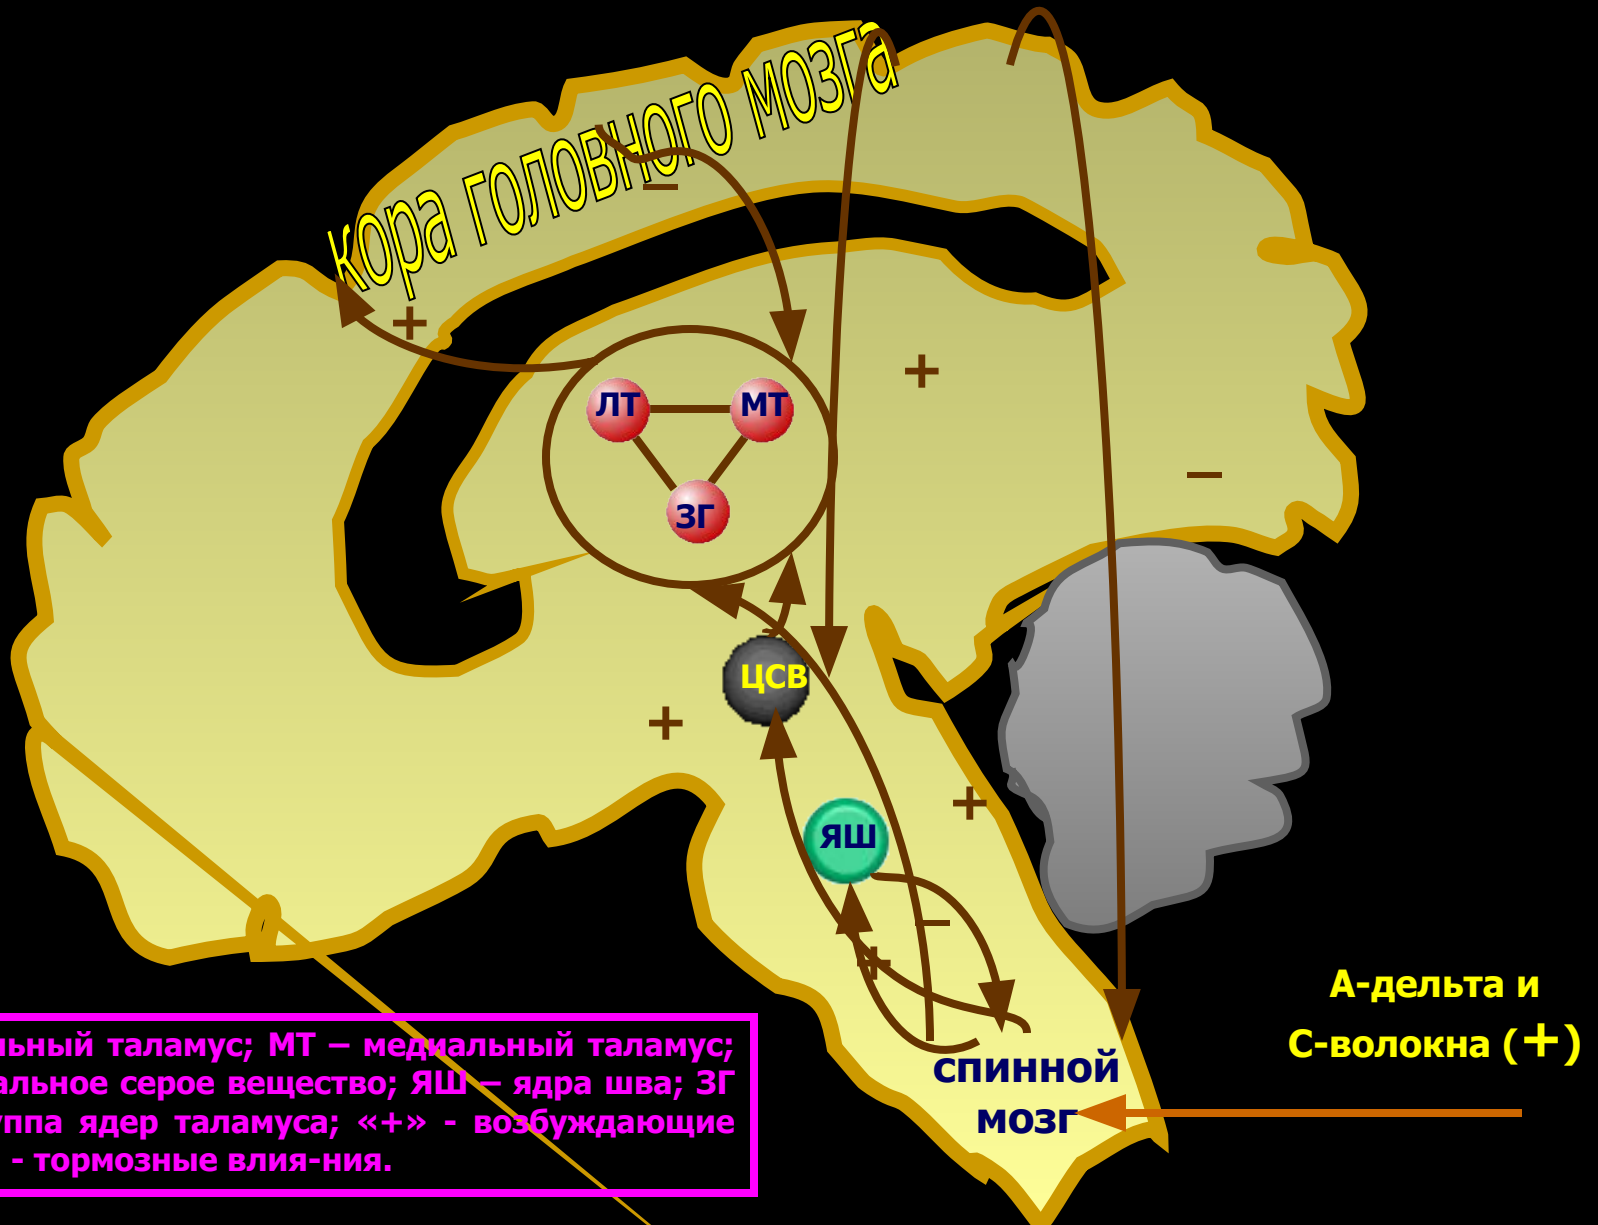 кора головного мозга
–
+
+
ЛТ МТ
–
ЗГ
ЦСВ
+
+
ЯШ
–
+
А-дельта и
С-волокна (+)
спинной
мозг
льный таламус; МТ – медиальный таламус;
альное серое вещество; ЯШ – ядра шва; ЗГ
уппа ядер таламуса; «+» - возбуждающие
- тормозные влия-ния.